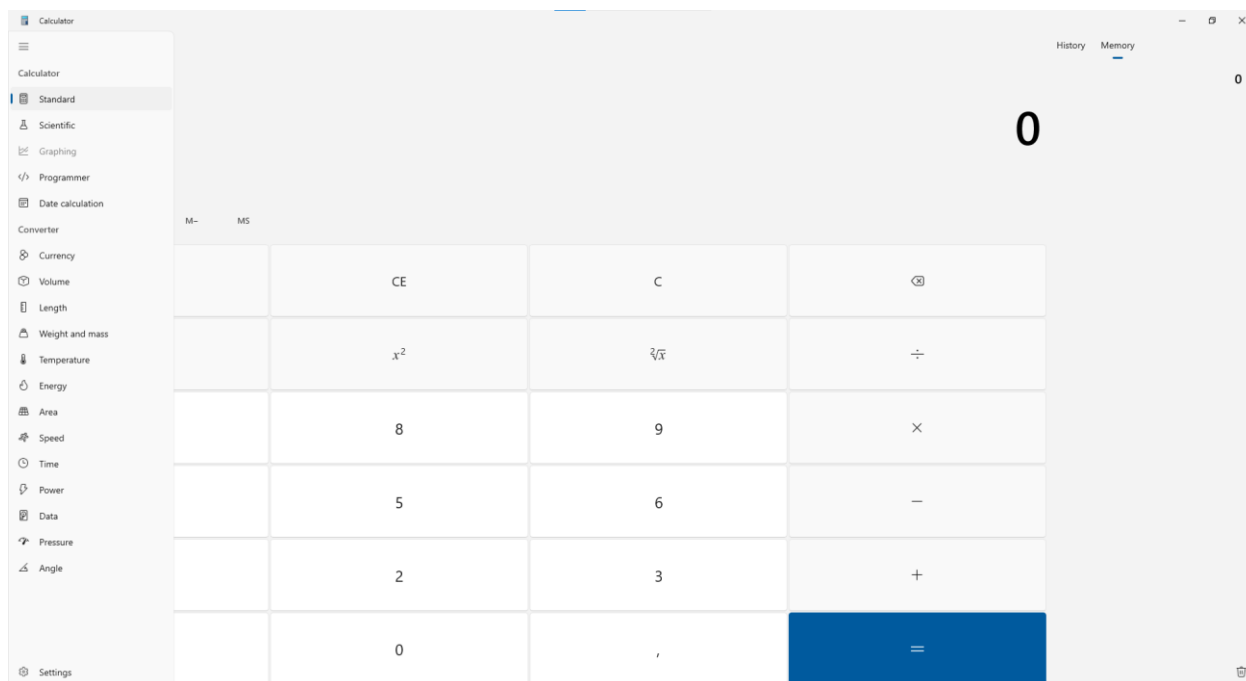 Calculator
History Memory
Calculator
0
Standard
0
Scientific
Graphing
Programmer
Date calculation
M− MS
Converter
Currency
Volume
CE C
Length
Weight and mass
x² ²√x ÷
Temperature
Energy
Area
8 9 ×
Speed
Time
Power
5 6 −
Data
Pressure
Angle
2 3 +
0 , =
Settings